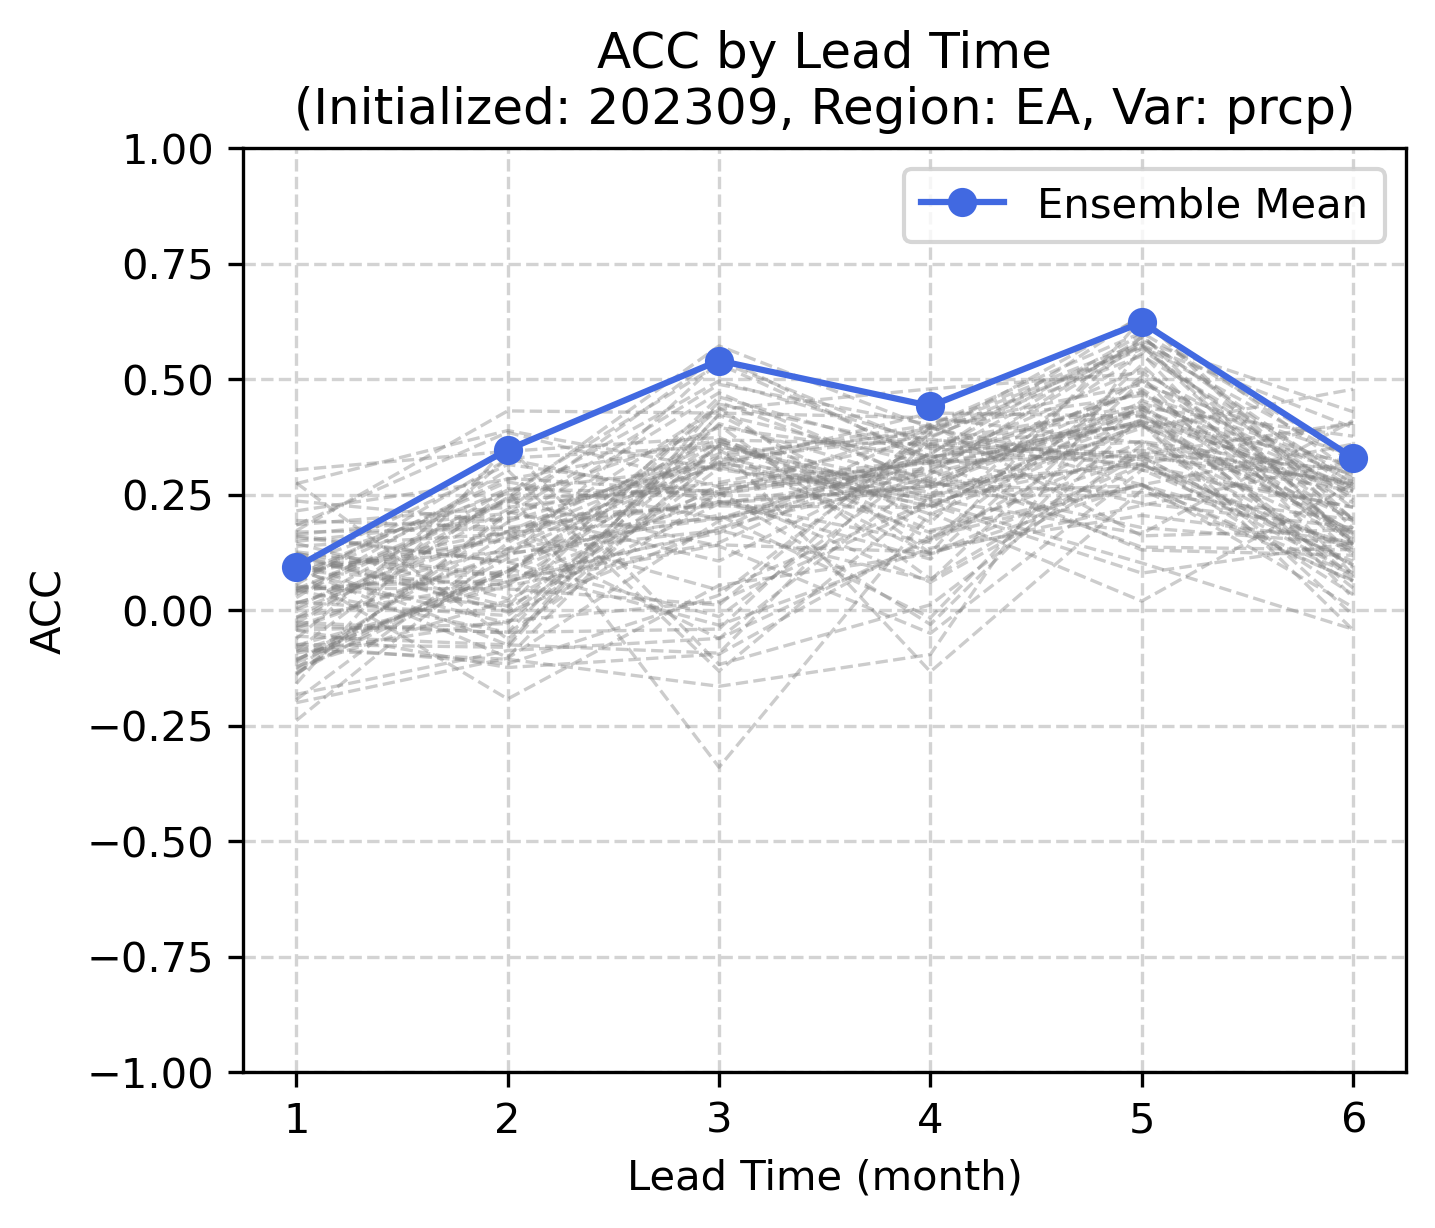 ACC by Lead Time
(Initialized: 202309, Region: EA, Var: prcp)
1.00
0.75
0.50
0.25
0.00
−0.25
−0.50
−0.75
−1.00
ACC
Ensemble Mean
1 2 3 4 5 6
Lead Time (month)